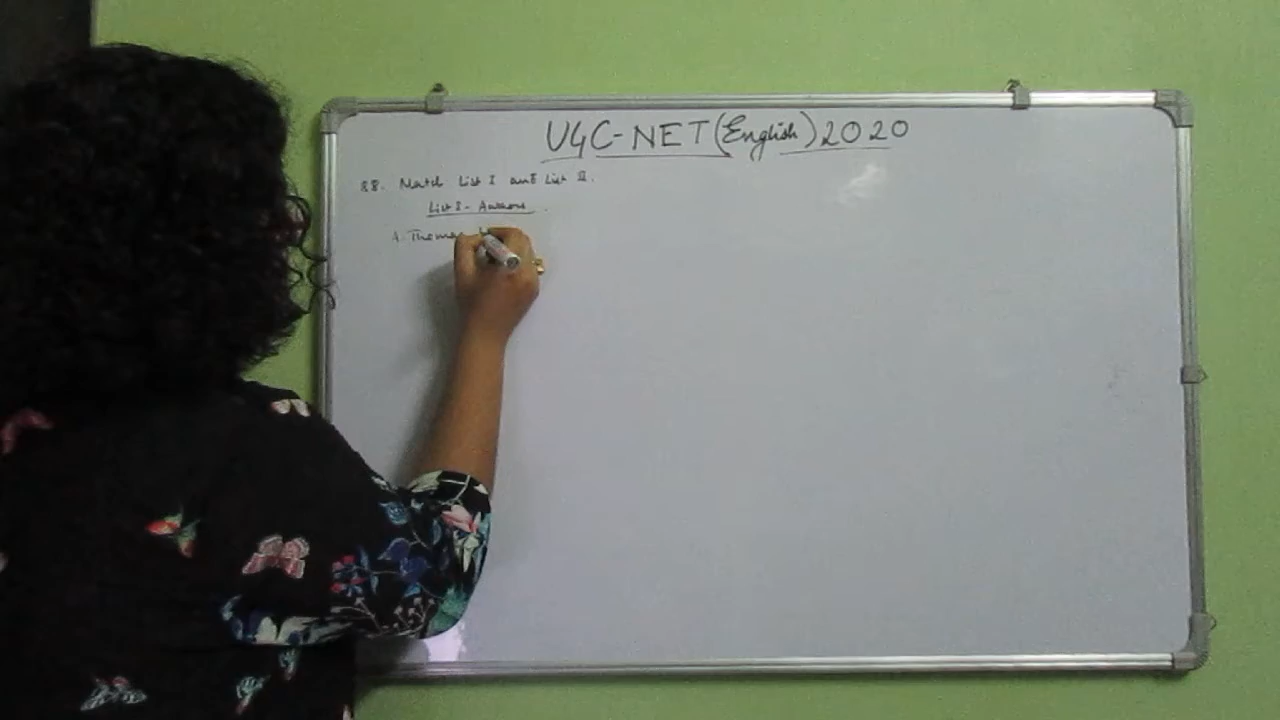 UGC-NET (English) 2020
88. Match List I and List II.
List I - Authors
A. Thomas